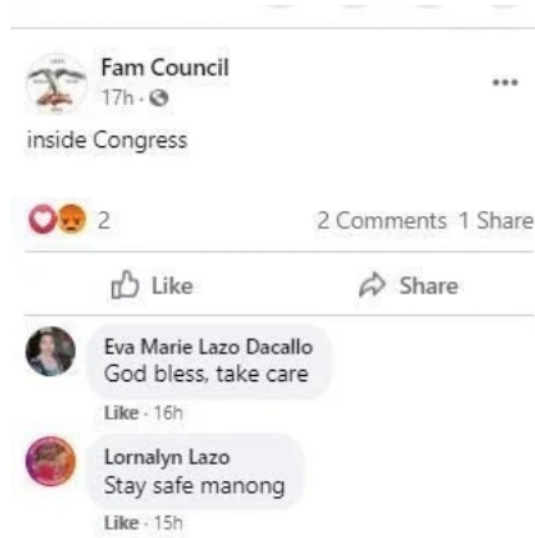 Fam Council
17h ·
inside Congress
2
2 Comments 1 Share
Like
Share
Eva Marie Lazo Dacallo
God bless, take care
Like · 16h
Lornalyn Lazo
Stay safe manong
Like · 15h